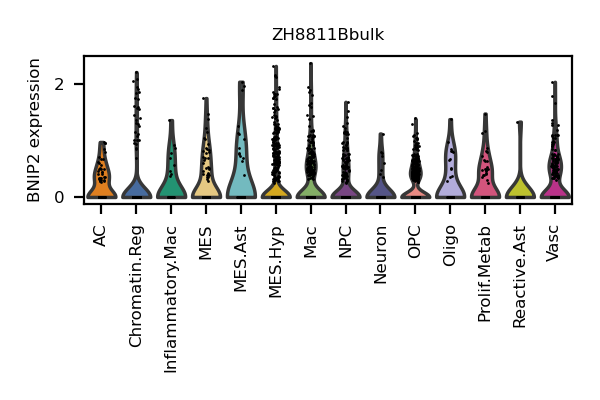 ZH8811Bbulk
BNIP2 expression
2
0
AC
Chromatin.Reg
Inflammatory.Mac
MES
MES.Ast
MES.Hyp
Mac
NPC
Neuron
OPC
Oligo
Prolif.Metab
Reactive.Ast
Vasc